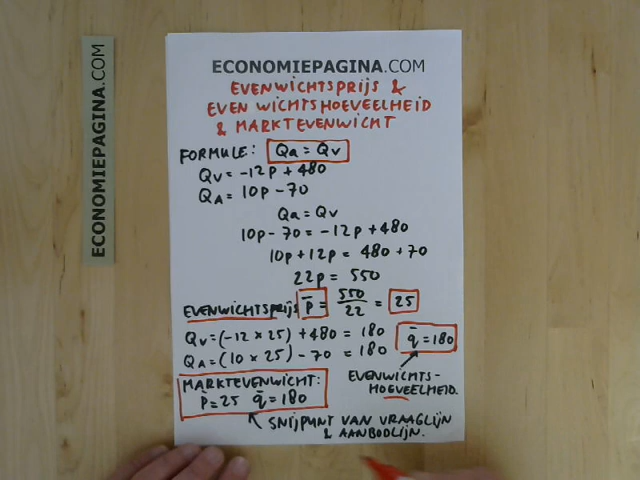 ECONOMIEPAGINA.COM
ECONOMIEPAGINA.COM
EVENWICHTSPRIJS &
EVEN WICHTSHOEVEELHEID
& MARKTEVENWICHT
FORMULE: Qa = Qv
Qv = -12p + 480
QA = 10p - 70
Qa = Qv
10p - 70 = -12p + 480
10p + 12p = 480 + 70
22p = 550
EVENWICHTSPRIJS p̄ = 550/22 = 25
Qv = (-12 × 25) + 480 = 180
QA = (10 × 25) - 70 = 180
q̄ = 180
EVENWICHTS-
HOEVEELHEID.
MARKTEVENWICHT:
p̄ = 25 q̄ = 180
SNIJPUNT VAN VRAAGLIJN
& AANBODLIJN.